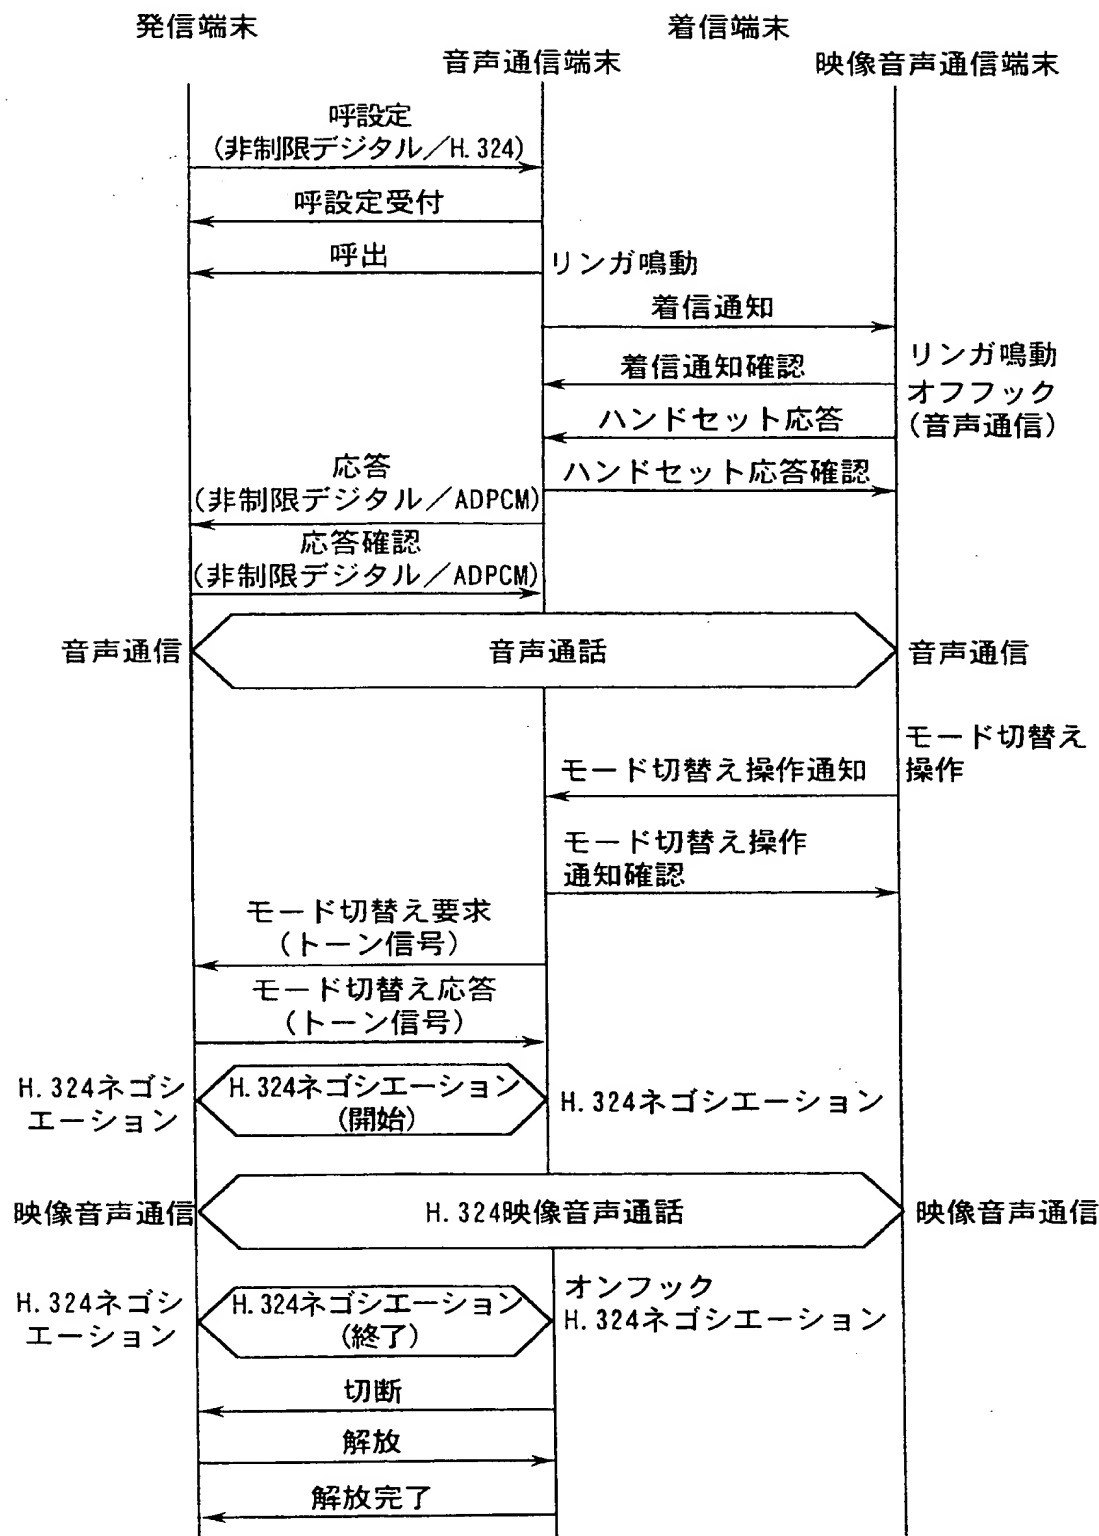 発信端末
着信端末
音声通信端末
映像音声通信端末
呼設定
(非制限デジタル/H.324)
呼設定受付
呼出
リンガ鳴動
着信通知
リンガ鳴動
着信通知確認
オフフック
(音声通信)
ハンドセット応答
応答
(非制限デジタル/ADPCM)
ハンドセット応答確認
応答確認
(非制限デジタル/ADPCM)
音声通信
音声通話
音声通信
モード切替え
操作
モード切替え操作通知
モード切替え操作
通知確認
モード切替え要求
(トーン信号)
モード切替え応答
(トーン信号)
H.324ネゴシ
エーション
H.324ネゴシエーション
(開始)
H.324ネゴシエーション
映像音声通信
H.324映像音声通話
映像音声通信
H.324ネゴシ
エーション
H.324ネゴシエーション
(終了)
オンフック
H.324ネゴシエーション
切断
解放
解放完了